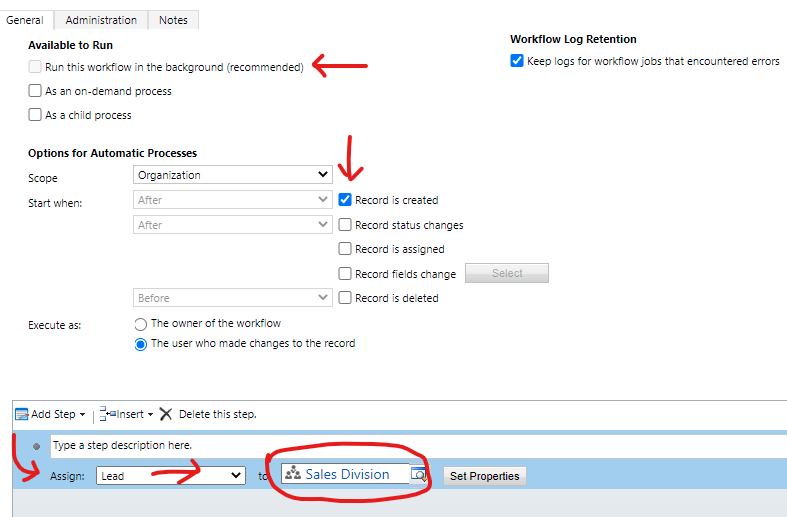 General Administration Notes
Available to Run
Workflow Log Retention
Run this workflow in the background (recommended)
Keep logs for workflow jobs that encountered errors
As an on-demand process
As a child process
Options for Automatic Processes
Scope Organization
Start when: After Record is created
After Record status changes
Record is assigned
Record fields change Select
Before Record is deleted
Execute as: The owner of the workflow
The user who made changes to the record
Add Step Insert Delete this step.
Type a step description here.
Assign: Lead to Sales Division Set Properties